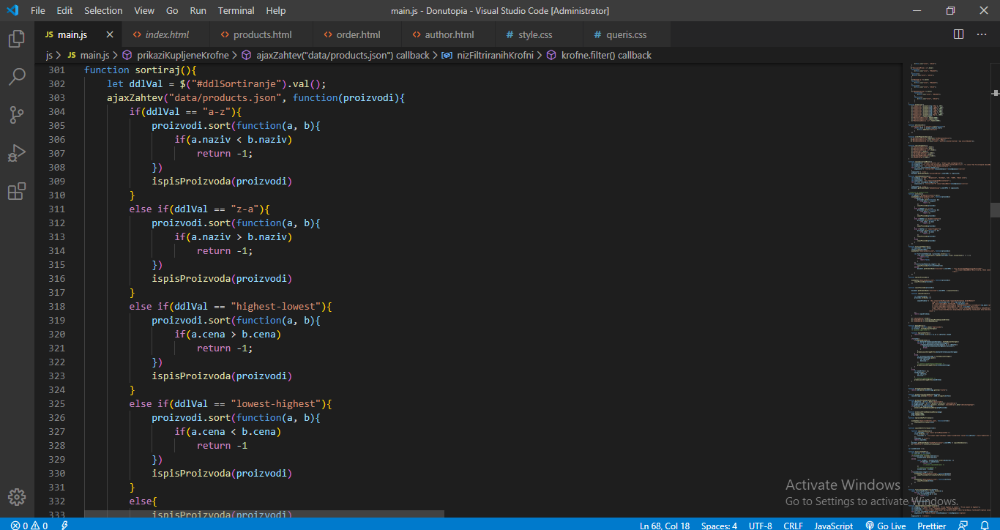 File Edit Selection View Go Run Terminal Help main.js - Donutopia - Visual Studio Code [Administrator]
JS main.js <> index.html <> products.html <> order.html <> author.html # style.css # queris.css
js > JS main.js > prikaziKupljeneKrofne > ajaxZahtev("data/products.json") callback > nizFiltriranihKrofni > krofne.filter() callback
301 function sortiraj(){
302 let ddlVal = $("#ddlSortiranje").val();
303 ajaxZahtev("data/products.json", function(proizvodi){
304 if(ddlVal == "a-z"){
305 proizvodi.sort(function(a, b){
306 if(a.naziv < b.naziv)
307 return -1;
308 })
309 ispisProizvoda(proizvodi)
310 }
311 else if(ddlVal == "z-a"){
312 proizvodi.sort(function(a, b){
313 if(a.naziv > b.naziv)
314 return -1;
315 })
316 ispisProizvoda(proizvodi)
317 }
318 else if(ddlVal == "highest-lowest"){
319 proizvodi.sort(function(a, b){
320 if(a.cena > b.cena)
321 return -1;
322 })
323 ispisProizvoda(proizvodi)
324 }
325 else if(ddlVal == "lowest-highest"){
326 proizvodi.sort(function(a, b){
327 if(a.cena < b.cena)
328 return -1
329 })
330 ispisProizvoda(proizvodi)
331 }
332 else{
333 ispisProizvoda(proizvodi)
Activate Windows
Go to Settings to activate Windows.
0 0 Ln 68, Col 18 Spaces: 4 UTF-8 CRLF JavaScript Go Live Prettier